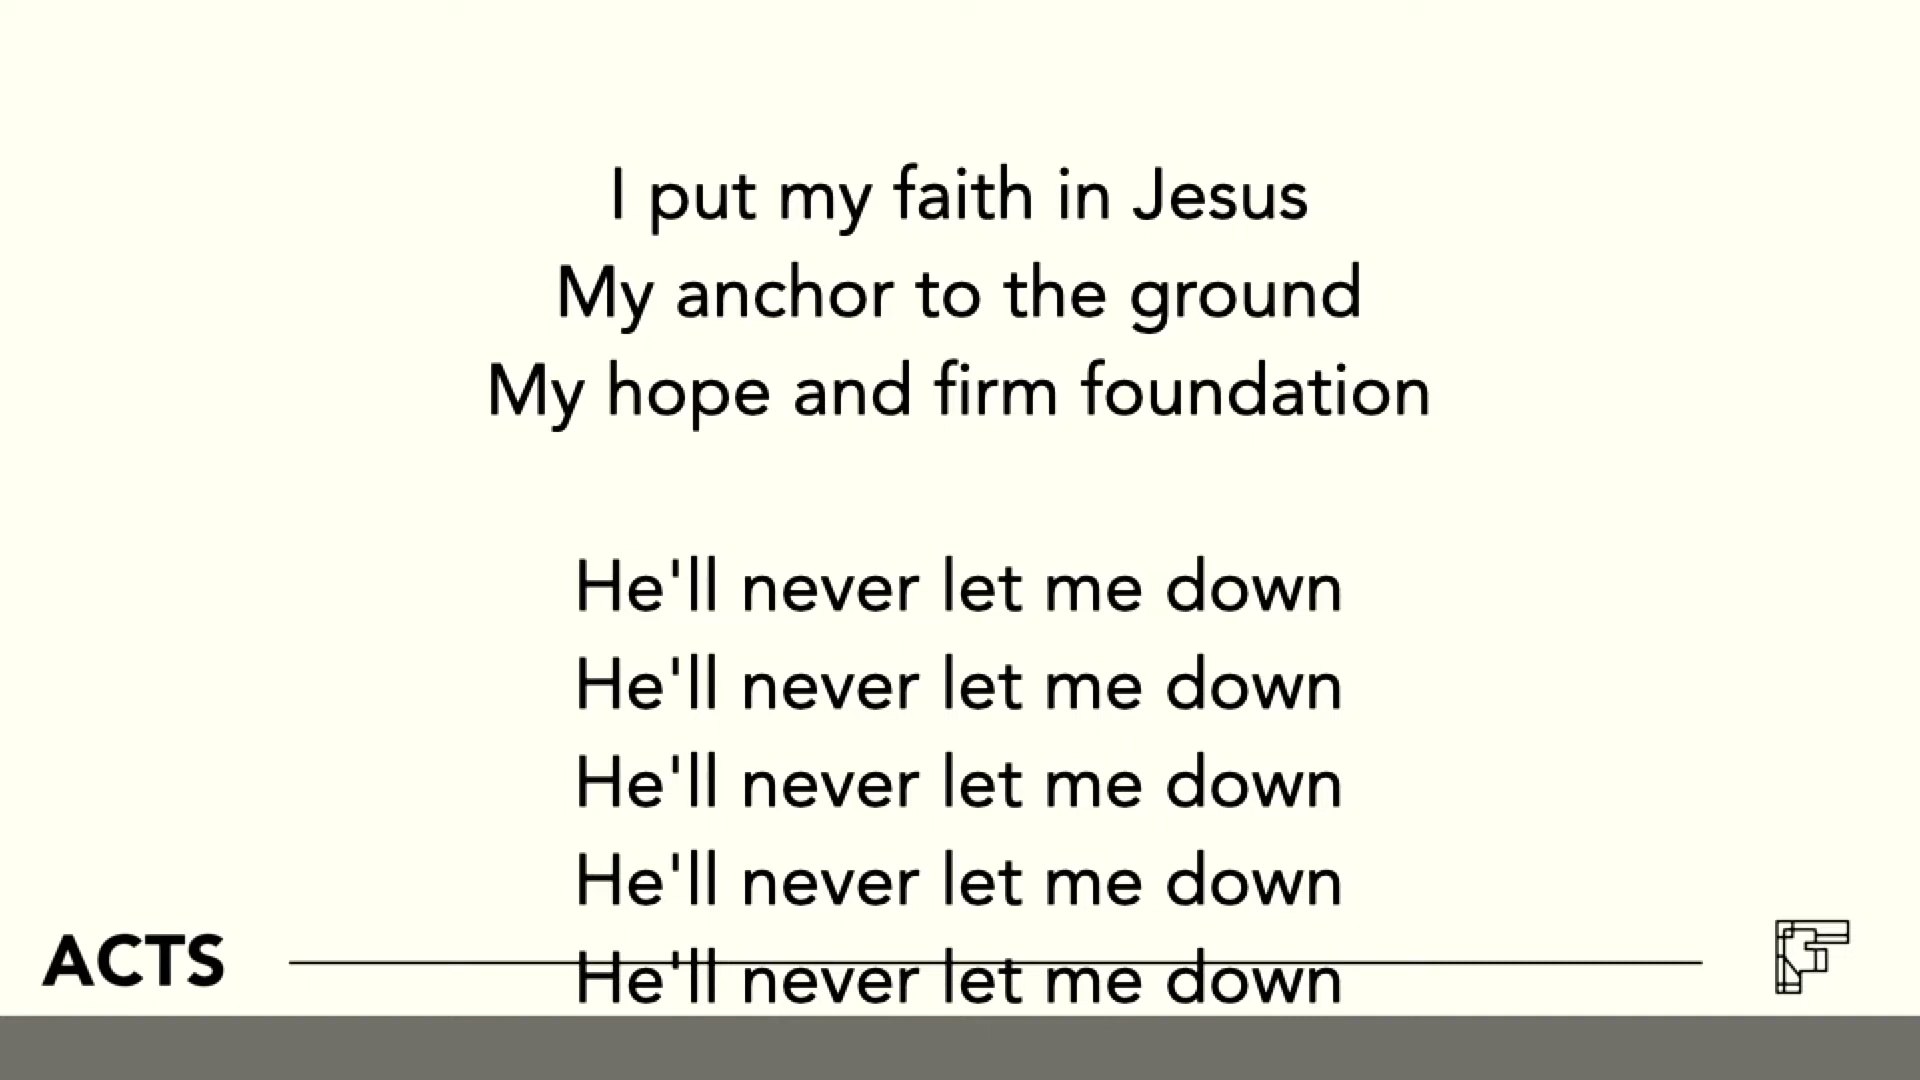 I put my faith in Jesus
My anchor to the ground
My hope and firm foundation
He'll never let me down
He'll never let me down
He'll never let me down
He'll never let me down
He'll never let me down
ACTS